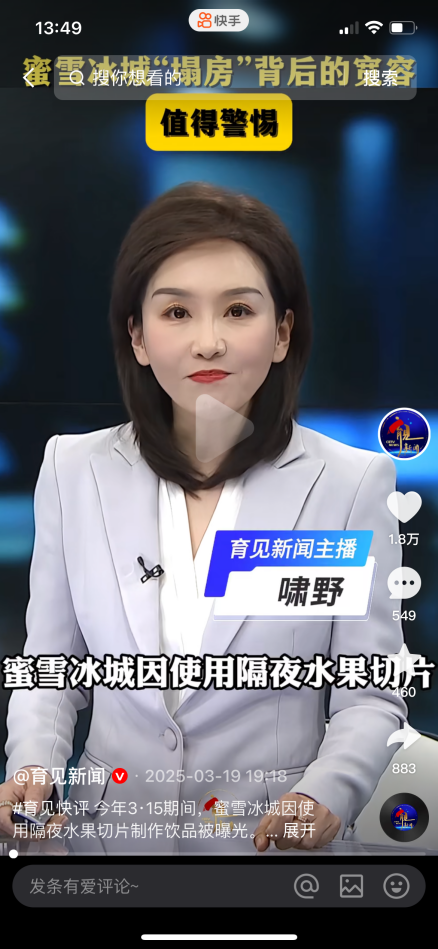 13:49
快手
蜜雪冰城“塌房”背后的宽容
搜你想看的
搜索
值得警惕
育见新闻主播
啸野
1.8万
549
蜜雪冰城因使用隔夜水果切片
460
883
@育见新闻 · 2025-03-19 19:18
#育见快评 今年3·15期间，蜜雪冰城因使
用隔夜水果切片制作饮品被曝光。... 展开
发条有爱评论~